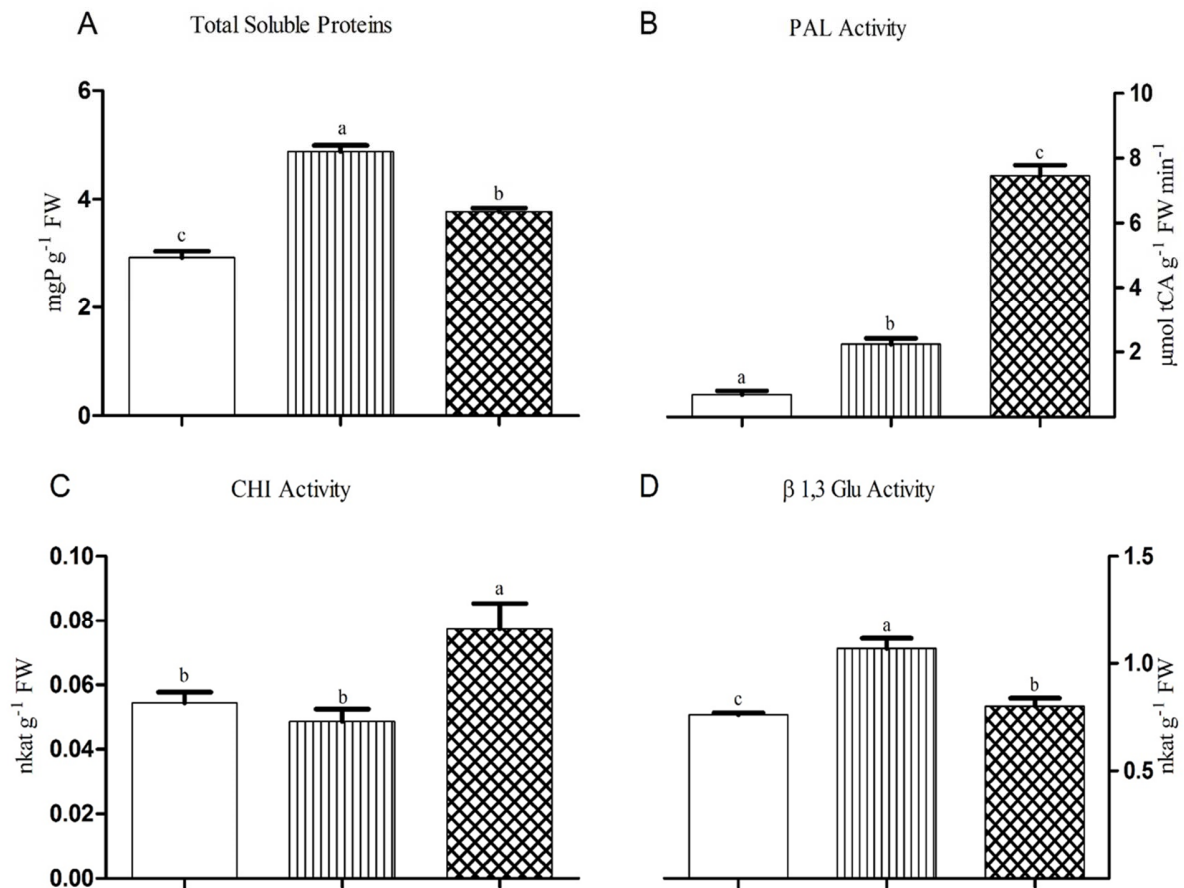 A
Total Soluble Proteins
6
4
2
0
mgP g⁻¹ FW
c
a
b
B
PAL Activity
10
8
6
4
2
μmol tCA g⁻¹ FW min⁻¹
a
b
c
C
CHI Activity
0.10
0.08
0.06
0.04
0.02
0.00
nkat g⁻¹ FW
b
b
a
D
β 1,3 Glu Activity
1.5
1.0
0.5
nkat g⁻¹ FW
c
a
b